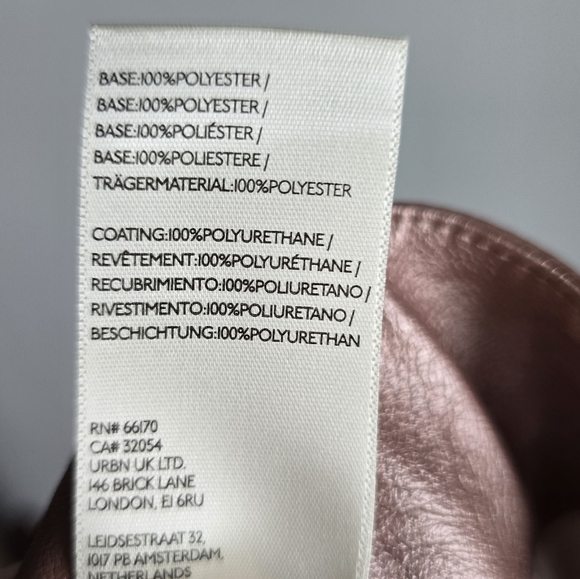 BASE:100%POLYESTER /
BASE:100%POLYESTER /
BASE:100%POLIÉSTER /
BASE:100%POLIESTERE /
TRÄGERMATERIAL:100%POLYESTER
COATING:100%POLYURETHANE /
REVÊTEMENT:100%POLYURÉTHANE /
RECUBRIMIENTO:100%POLIURETANO /
RIVESTIMENTO:100%POLIURETANO /
BESCHICHTUNG:100%POLYURETHAN
RN# 66170
CA# 32054
URBN UK LTD.
146 BRICK LANE
LONDON, E1 6RU
LEIDSESTRAAT 32,
1017 PB AMSTERDAM,
NETHERLANDS